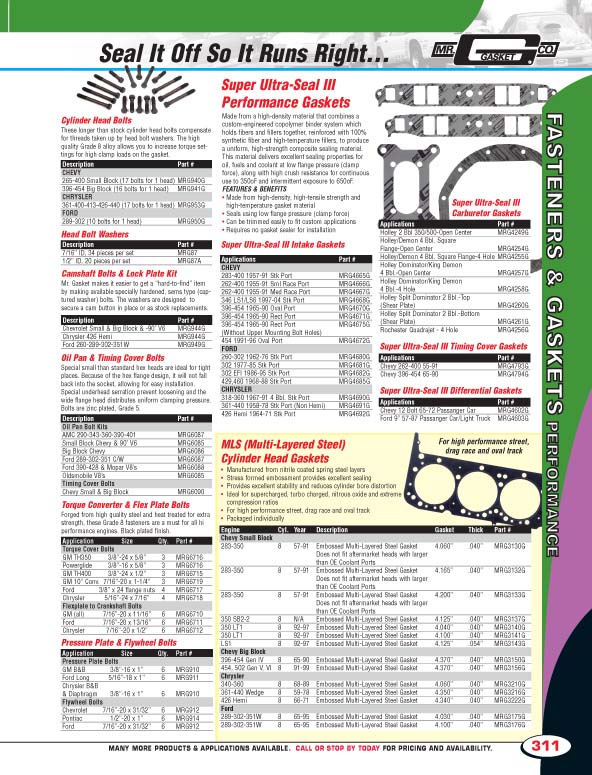 Seal It Off So It Runs Right...
MR. GASKET CO.
Cylinder Head Bolts
These longer than stock cylinder head bolts compensate
for threads taken up by head bolt washers. The high
quality Grade 8 alloy allows you to increase torque set-
tings for high clamp loads on the gasket.
Description Part #
CHEVY
265-400 Small Block (17 bolts for 1 head) MRG940G
396-454 Big Block (16 bolts for 1 head) MRG941G
CHRYSLER
361-400-413-426-440 (17 bolts for 1 head) MRG953G
FORD
289-302 (10 bolts for 1 head) MRG950G
Head Bolt Washers
Description Part #
7/16" ID, 34 pieces per set MRG87
1/2" ID, 20 pieces per set MRG87A
Camshaft Bolts & Lock Plate Kit
Mr. Gasket makes it easier to get a "hard-to-find" item
by making available specially hardened, sems type (cap-
tured washer) bolts. The washers are designed to
secure a cam button in place or as stock replacements.
Description Part #
Chevrolet Small & Big Block & -90° V6 MRG944G
Chrysler 426 Hemi MRG944G
Ford 260-289-302-351W MRG949G
Oil Pan & Timing Cover Bolts
Special small than standard hex heads are ideal for tight
places. Because of the hex flange design, it will not fall
back into the socket, allowing for easy installation.
Special underhead serration prevent loosening and the
wide flange head distributes uniform clamping pressure.
Bolts are zinc plated, Grade 5.
Description Part #
Oil Pan Bolt Kits
AMC 290-343-360-390-401 MRG6087
Small Block Chevy & 90° V6 MRG6085
Big Block Chevy MRG6086
Ford 289-302-351 C/W MRG6087
Ford 390-428 & Mopar V8's MRG6088
Oldsmobile V8's MRG6085
Timing Cover Bolts
Chevy Small & Big Block MRG6090
Torque Converter & Flex Plate Bolts
Forged from high quality steel and heat treated for extra
strength, these Grade 8 fasteners are a must for all hi
performance engines. Black plated finish.
Application Size Qty. Part #
Torque Cover Bolts
GM TH350 3/8"-24 x 5/8" 3 MRG6716
Powerglide 3/8"-16 x 5/8" 3 MRG6716
GM TH400 3/8"-24 x 1/2" 3 MRG6715
GM 10" Conv. 7/16"-20 x 1-1/4" 3 MRG6719
Ford 3/8" x 24 flange nuts 4 MRG6717
Chrysler 5/16"-24 x 7/16" 4 MRG6718
Flexplate to Crankshaft Bolts
GM (all) 7/16"-20 x 11/16" 6 MRG6710
Ford 7/16"-20 x 13/16" 6 MRG6711
Chrysler 7/16"-20 x 1/2" 6 MRG6712
Pressure Plate & Flywheel Bolts
Application Size Qty. Part #
Pressure Plate Bolts
GM B&B 3/8"-16 x 1" 6 MRG910
Ford Long 5/16"-18 x 1" 6 MRG911
Chrysler B&B
& Diaphragm 3/8"-16 x 1" 6 MRG910
Flywheel Bolts
Chevrolet 7/16"-20 x 31/32" 6 MRG912
Pontiac 1/2"-20 x 1" 6 MRG914
Ford 7/16"-20 x 31/32" 6 MRG912
Super Ultra-Seal III
Performance Gaskets
Made from a high-density material that combines a
custom-engineered copolymer binder system which
holds fibers and fillers together, reinforced with 100%
synthetic fiber and high-temperature fillers, to produce
a uniform, high-strength composite sealing material.
This material delivers excellent sealing properties for
oil, fuels and coolant at low flange pressure (clamp
force), along with high crush resistance for continuous
use to 350oF and intermittent exposure to 650oF.
FEATURES & BENEFITS
• Made from high-density, high-tensile strength and
high-temperature gasket material
• Seals using low flange pressure (clamp force)
• Can be trimmed easily to fit custom applications
• Requires no gasket sealer for installation
Super Ultra-Seal III Intake Gaskets
Applications Part #
CHEVY
283-400 1957-91 Stk Port MRG4665G
262-400 1955-91 Sml Race Port MRG4666G
262-400 1955-91 Med Race Port MRG4667G
346 LS1/LS6 1997-04 Stk Port MRG4668G
396-454 1965-90 Oval Port MRG4670G
396-454 1965-90 Rect Port MRG4671G
396-454 1965-90 Rect Port MRG4675G
(Without Upper Mounting Bolt Holes)
454 1991-96 Oval Port MRG4672G
FORD
260-302 1962-76 Stk Port MRG4680G
302 1977-85 Stk Port MRG4681G
302 EFI 1986-95 Stk Port MRG4682G
429,460 1968-88 Stk Port MRG4685G
CHRYSLER
318-360 1967-91 4 Bbl. Stk Port MRG4690G
361-440 1958-78 Stk Port (Non Hemi) MRG4691G
426 Hemi 1964-71 Stk Port MRG4692G
Super Ultra-Seal III
Carburetor Gaskets
Applications Part #
Holley 2 Bbl 350/500-Open Center MRG4249G
Holley/Demon 4 Bbl. Square
Flange-Open Center MRG4254G
Holley/Demon 4 Bbl. Square Flange-4 Hole MRG4255G
Holley Dominator/King Demon
4 Bbl.-Open Center MRG4257G
Holley Dominator/King Demon
4 Bbl.-4 Hole MRG4258G
Holley Split Dominator 2 Bbl.-Top
(Shear Plate) MRG4260G
Holley Split Dominator 2 Bbl.-Bottom
(Shear Plate) MRG4261G
Rochester Quadrajet - 4 Hole MRG4256G
Super Ultra-Seal III Timing Cover Gaskets
Applications Part #
Chevy 262-400 55-91 MRG4793G
Chevy 396-454 65-90 MRG4794G
Super Ultra-Seal III Differential Gaskets
Applications Part #
Chevy 12 Bolt 65-72 Passenger Car MRG4602G
Ford 9" 57-87 Passenger Car/Light Truck MRG4603G
MLS (Multi-Layered Steel)
Cylinder Head Gaskets
• Manufactured from nitrile coated spring steel layers
• Stress formed embossment provides excellent sealing
• Provides excellent stability and reduces cylinder bore distortion
• Ideal for supercharged, turbo charged, nitrous oxide and extreme
compression ratios
• For high performance street, drag race and oval track
• Packaged individually
For high performance street,
drag race and oval track
Engine Cyl. Year Description Gasket Thick Part #
Chevy Small Block
283-350 8 57-91 Embossed Multi-Layered Steel Gasket 4.060" .040" MRG3130G
Does not fit aftermarket heads with larger
than OE Coolant Ports
283-350 8 57-91 Embossed Multi-Layered Steel Gasket 4.165" .040" MRG3132G
Does not fit aftermarket heads with larger
than OE Coolant Ports
283-350 8 57-91 Embossed Multi-Layered Steel Gasket 4.200" .040" MRG3133G
Does not fit aftermarket heads with larger
than OE Coolant Ports
350 SB2-2 8 N/A Embossed Multi-Layered Steel Gasket 4.125" .040" MRG3137G
350 LT1 8 92-97 Embossed Multi-Layered Steel Gasket 4.040" .040" MRG3140G
350 LT1 8 92-97 Embossed Multi-Layered Steel Gasket 4.100" .040" MRG3141G
LS1 8 92-97 Embossed Multi-Layered Steel Gasket 4.125" .054" MRG3143G
Chevy Big Block
396-454 Gen IV 8 65-90 Embossed Multi-Layered Steel Gasket 4.370" .040" MRG3150G
454, 502 Gen V, VI 8 91-99 Embossed Multi-Layered Steel Gasket 4.370" .040" MRG3156G
Chrysler
340-360 8 68-89 Embossed Multi-Layered Steel Gasket 4.060" .040" MRG3210G
361-440 Wedge 8 59-78 Embossed Multi-Layered Steel Gasket 4.350" .040" MRG3216G
426 Hemi 8 66-71 Embossed Multi-Layered Steel Gasket 4.340" .040" MRG3222G
Ford
289-302-351W 8 65-95 Embossed Multi-Layered Steel Gasket 4.030" .040" MRG3175G
289-302-351W 8 65-95 Embossed Multi-Layered Steel Gasket 4.100" .040" MRG3176G
FASTENERS & GASKETS PERFORMANCE
MANY MORE PRODUCTS & APPLICATIONS AVAILABLE. CALL OR STOP BY TODAY FOR PRICING AND AVAILABILITY.
311